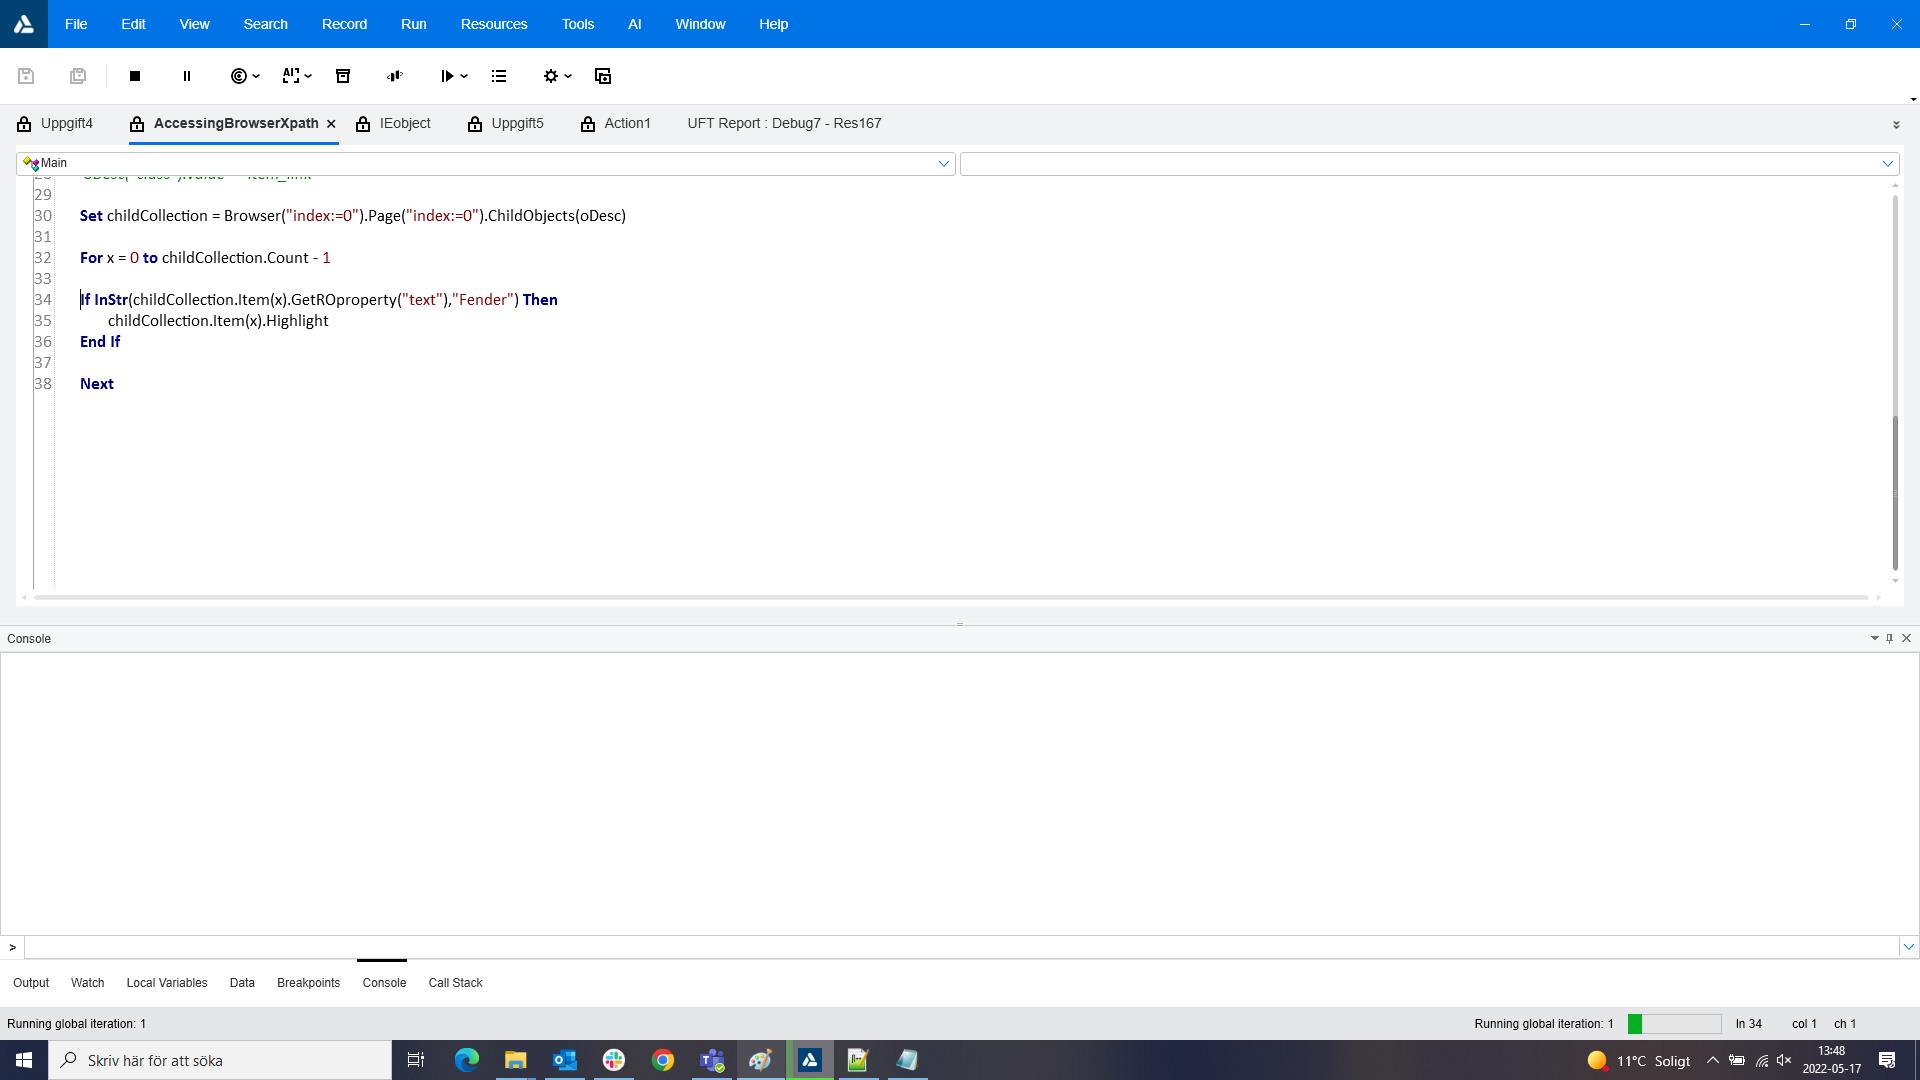 File Edit View Search Record Run Resources Tools AI Window Help
Uppgift4 AccessingBrowserXpath IEobject Uppgift5 Action1 UFT Report : Debug7 - Res167
Main
29
30 Set childCollection = Browser("index:=0").Page("index:=0").ChildObjects(oDesc)
31
32 For x = 0 to childCollection.Count - 1
33
34 If InStr(childCollection.Item(x).GetROproperty("text"),"Fender") Then
35 childCollection.Item(x).Highlight
36 End If
37
38 Next
Console
>
Output Watch Local Variables Data Breakpoints Console Call Stack
Running global iteration: 1 Running global iteration: 1 ln 34 col 1 ch 1
Skriv här för att söka 11°C Soligt 13:48
2022-05-17